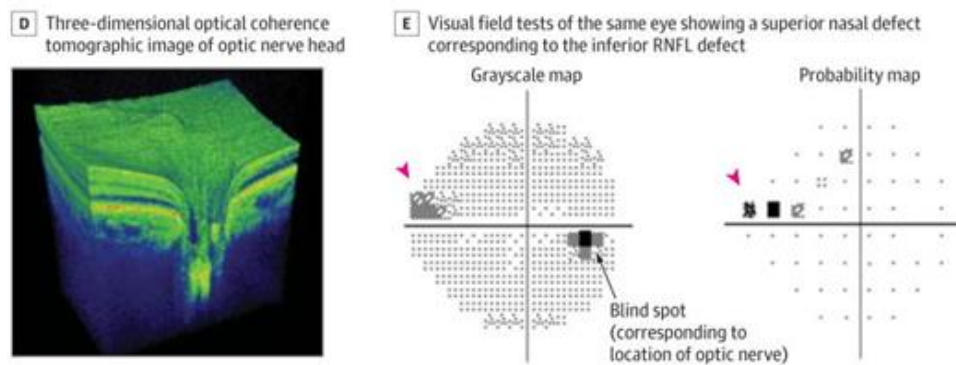 D Three-dimensional optical coherence
tomographic image of optic nerve head
E Visual field tests of the same eye showing a superior nasal defect
corresponding to the inferior RNFL defect
Grayscale map
Probability map
Blind spot
(corresponding to
location of optic nerve)